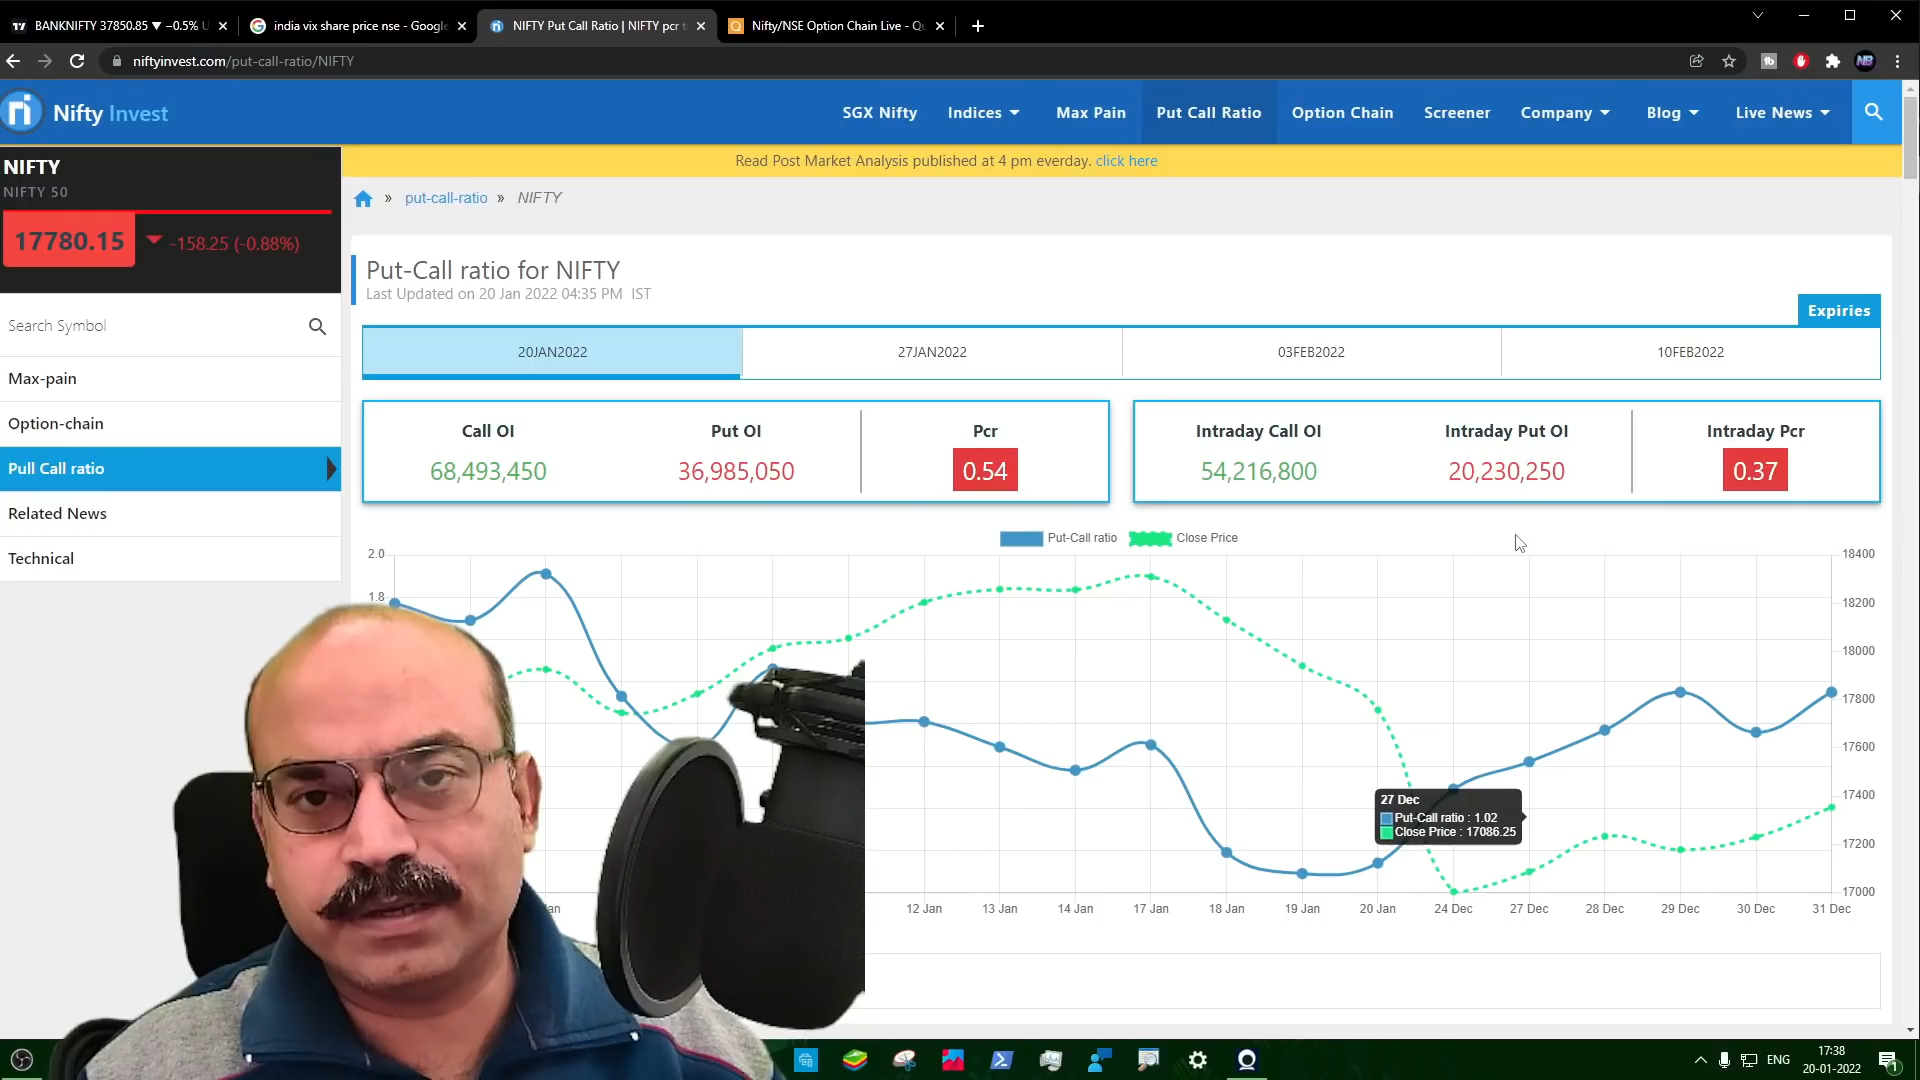 BANKNIFTY 37850.85 ▼ −0.5% U
india vix share price nse - Google
NIFTY Put Call Ratio | NIFTY pcr t
Nifty/NSE Option Chain Live - Qu
niftyinvest.com/put-call-ratio/NIFTY
Nifty Invest
SGX Nifty
Indices
Max Pain
Put Call Ratio
Option Chain
Screener
Company
Blog
Live News
NIFTY
NIFTY 50
17780.15
-158.25 (-0.88%)
Search Symbol
Max-pain
Option-chain
Pull Call ratio
Related News
Technical
Read Post Market Analysis published at 4 pm everday. click here
» put-call-ratio » NIFTY
Put-Call ratio for NIFTY
Last Updated on 20 Jan 2022 04:35 PM IST
Expiries
20JAN2022
27JAN2022
03FEB2022
10FEB2022
Call OI
Put OI
Pcr
68,493,450
36,985,050
0.54
Intraday Call OI
Intraday Put OI
Intraday Pcr
54,216,800
20,230,250
0.37
Put-Call ratio
Close Price
2.0
1.8
18400
18200
18000
17800
17600
17400
17200
17000
27 Dec
Put-Call ratio : 1.02
Close Price : 17086.25
12 Jan
13 Jan
14 Jan
17 Jan
18 Jan
19 Jan
20 Jan
24 Dec
27 Dec
28 Dec
29 Dec
30 Dec
31 Dec
ENG
17:38
20-01-2022